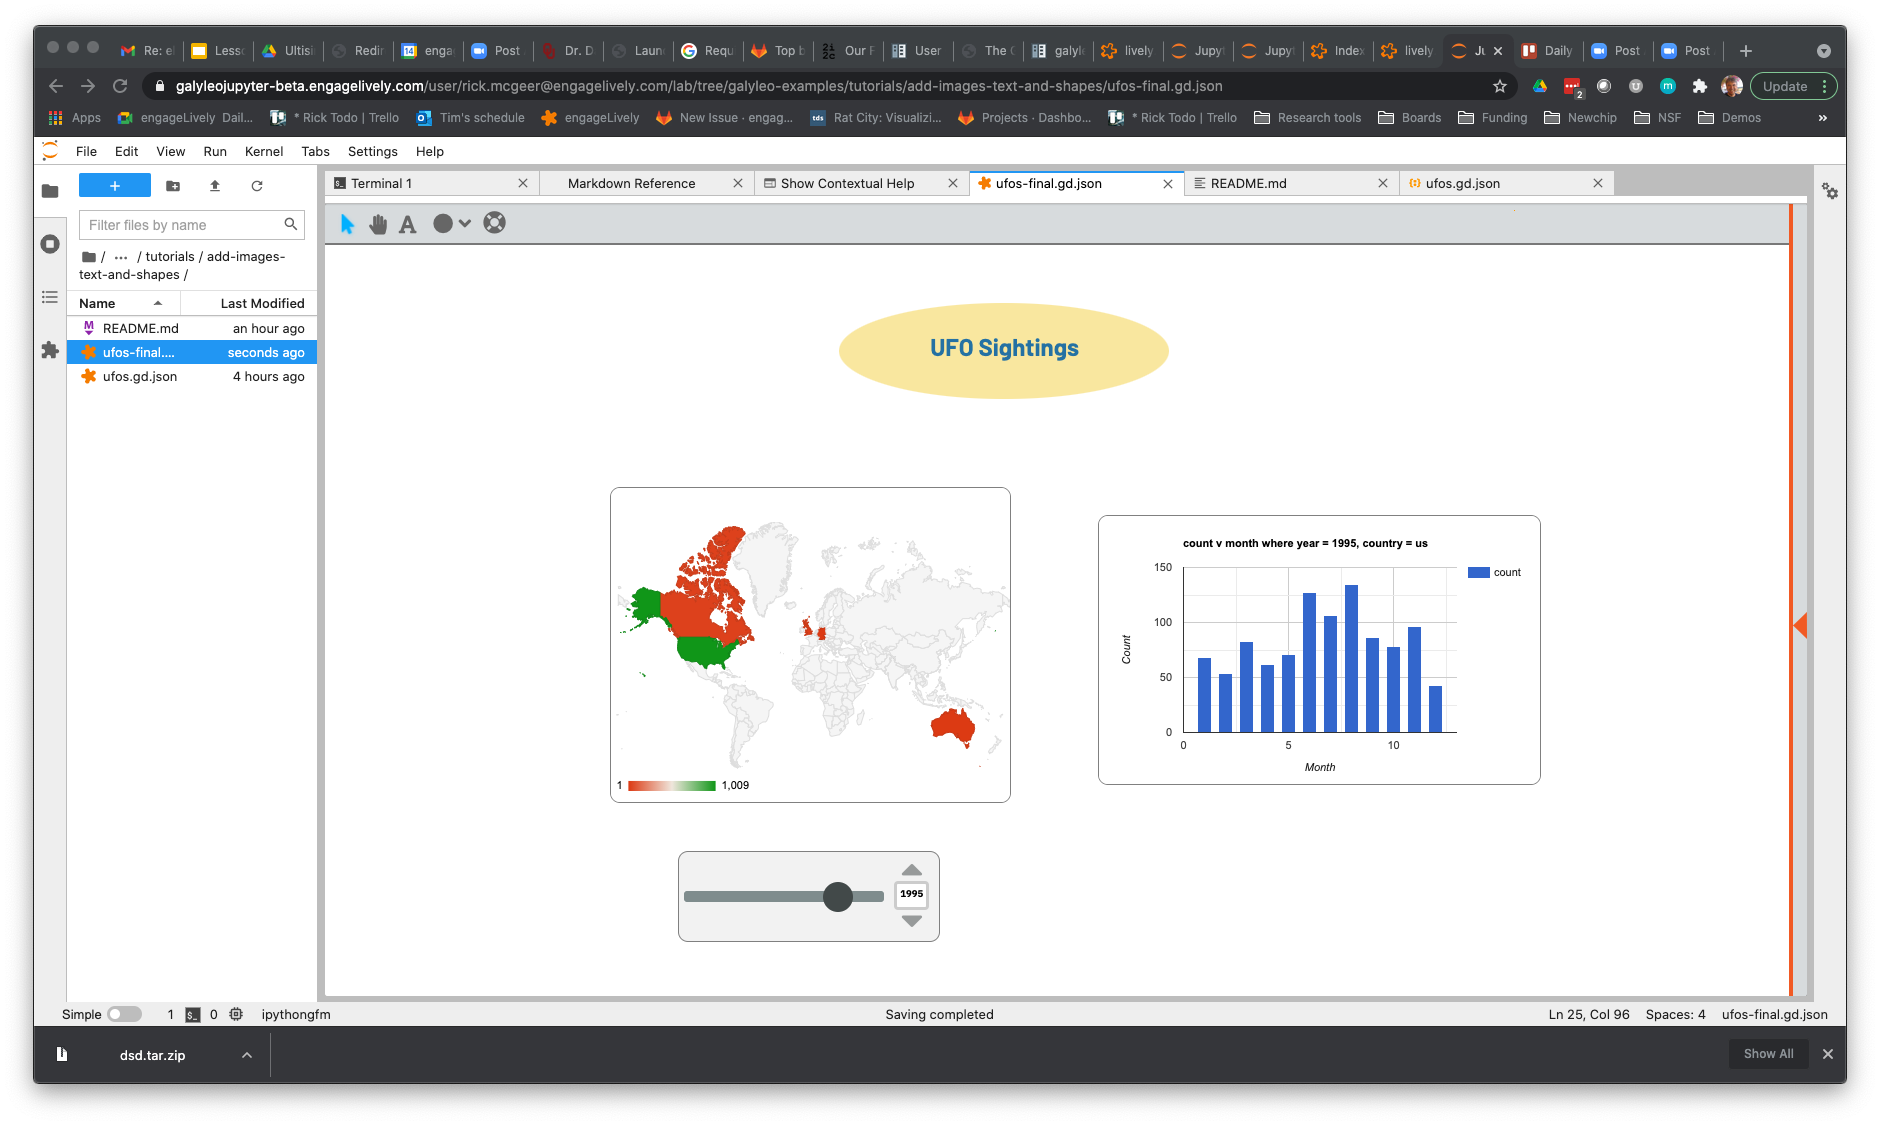 Re: el
Less
Ultisi
Redir
14 enga
Post
Dr. D
Laun
Requ
Top b
Our F
User
The
galyl
lively
Jupyt
Jupyt
Index
lively
Ju
Daily
Post
Post
galyleojupyter-beta.engagelively.com/user/rick.mcgeer@engagelively.com/lab/tree/galyleo-examples/tutorials/add-images-text-and-shapes/ufos-final.gd.json
2
Update
Apps
engageLively Dail...
* Rick Todo | Trello
Tim's schedule
engageLively
New Issue · engag...
tds Rat City: Visualizi...
Projects · Dashbo...
* Rick Todo | Trello
Research tools
Boards
Funding
Newchip
NSF
Demos
»
File Edit View Run Kernel Tabs Settings Help
Terminal 1
Markdown Reference
Show Contextual Help
ufos-final.gd.json
README.md
ufos.gd.json
Filter files by name
/ ... / tutorials / add-images-
text-and-shapes /
Name Last Modified
README.md an hour ago
ufos-final.... seconds ago
ufos.gd.json 4 hours ago
A
UFO Sightings
1 1,009
count v month where year = 1995, country = us
count
150
100
50
0
Count
0 5 10
Month
1995
Simple 1 $_ 0 ipythongfm
Saving completed
Ln 25, Col 96 Spaces: 4 ufos-final.gd.json
dsd.tar.zip
Show All